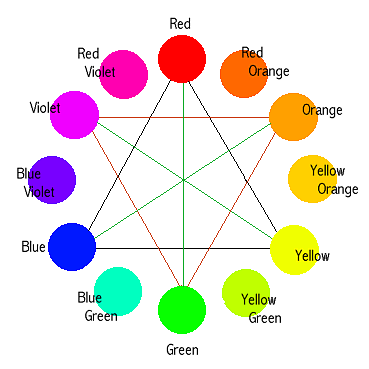 Red
Red
Orange
Red
Violet
Orange
Violet
Yellow
Orange
Blue
Violet
Blue
Yellow
Blue
Green
Yellow
Green
Green